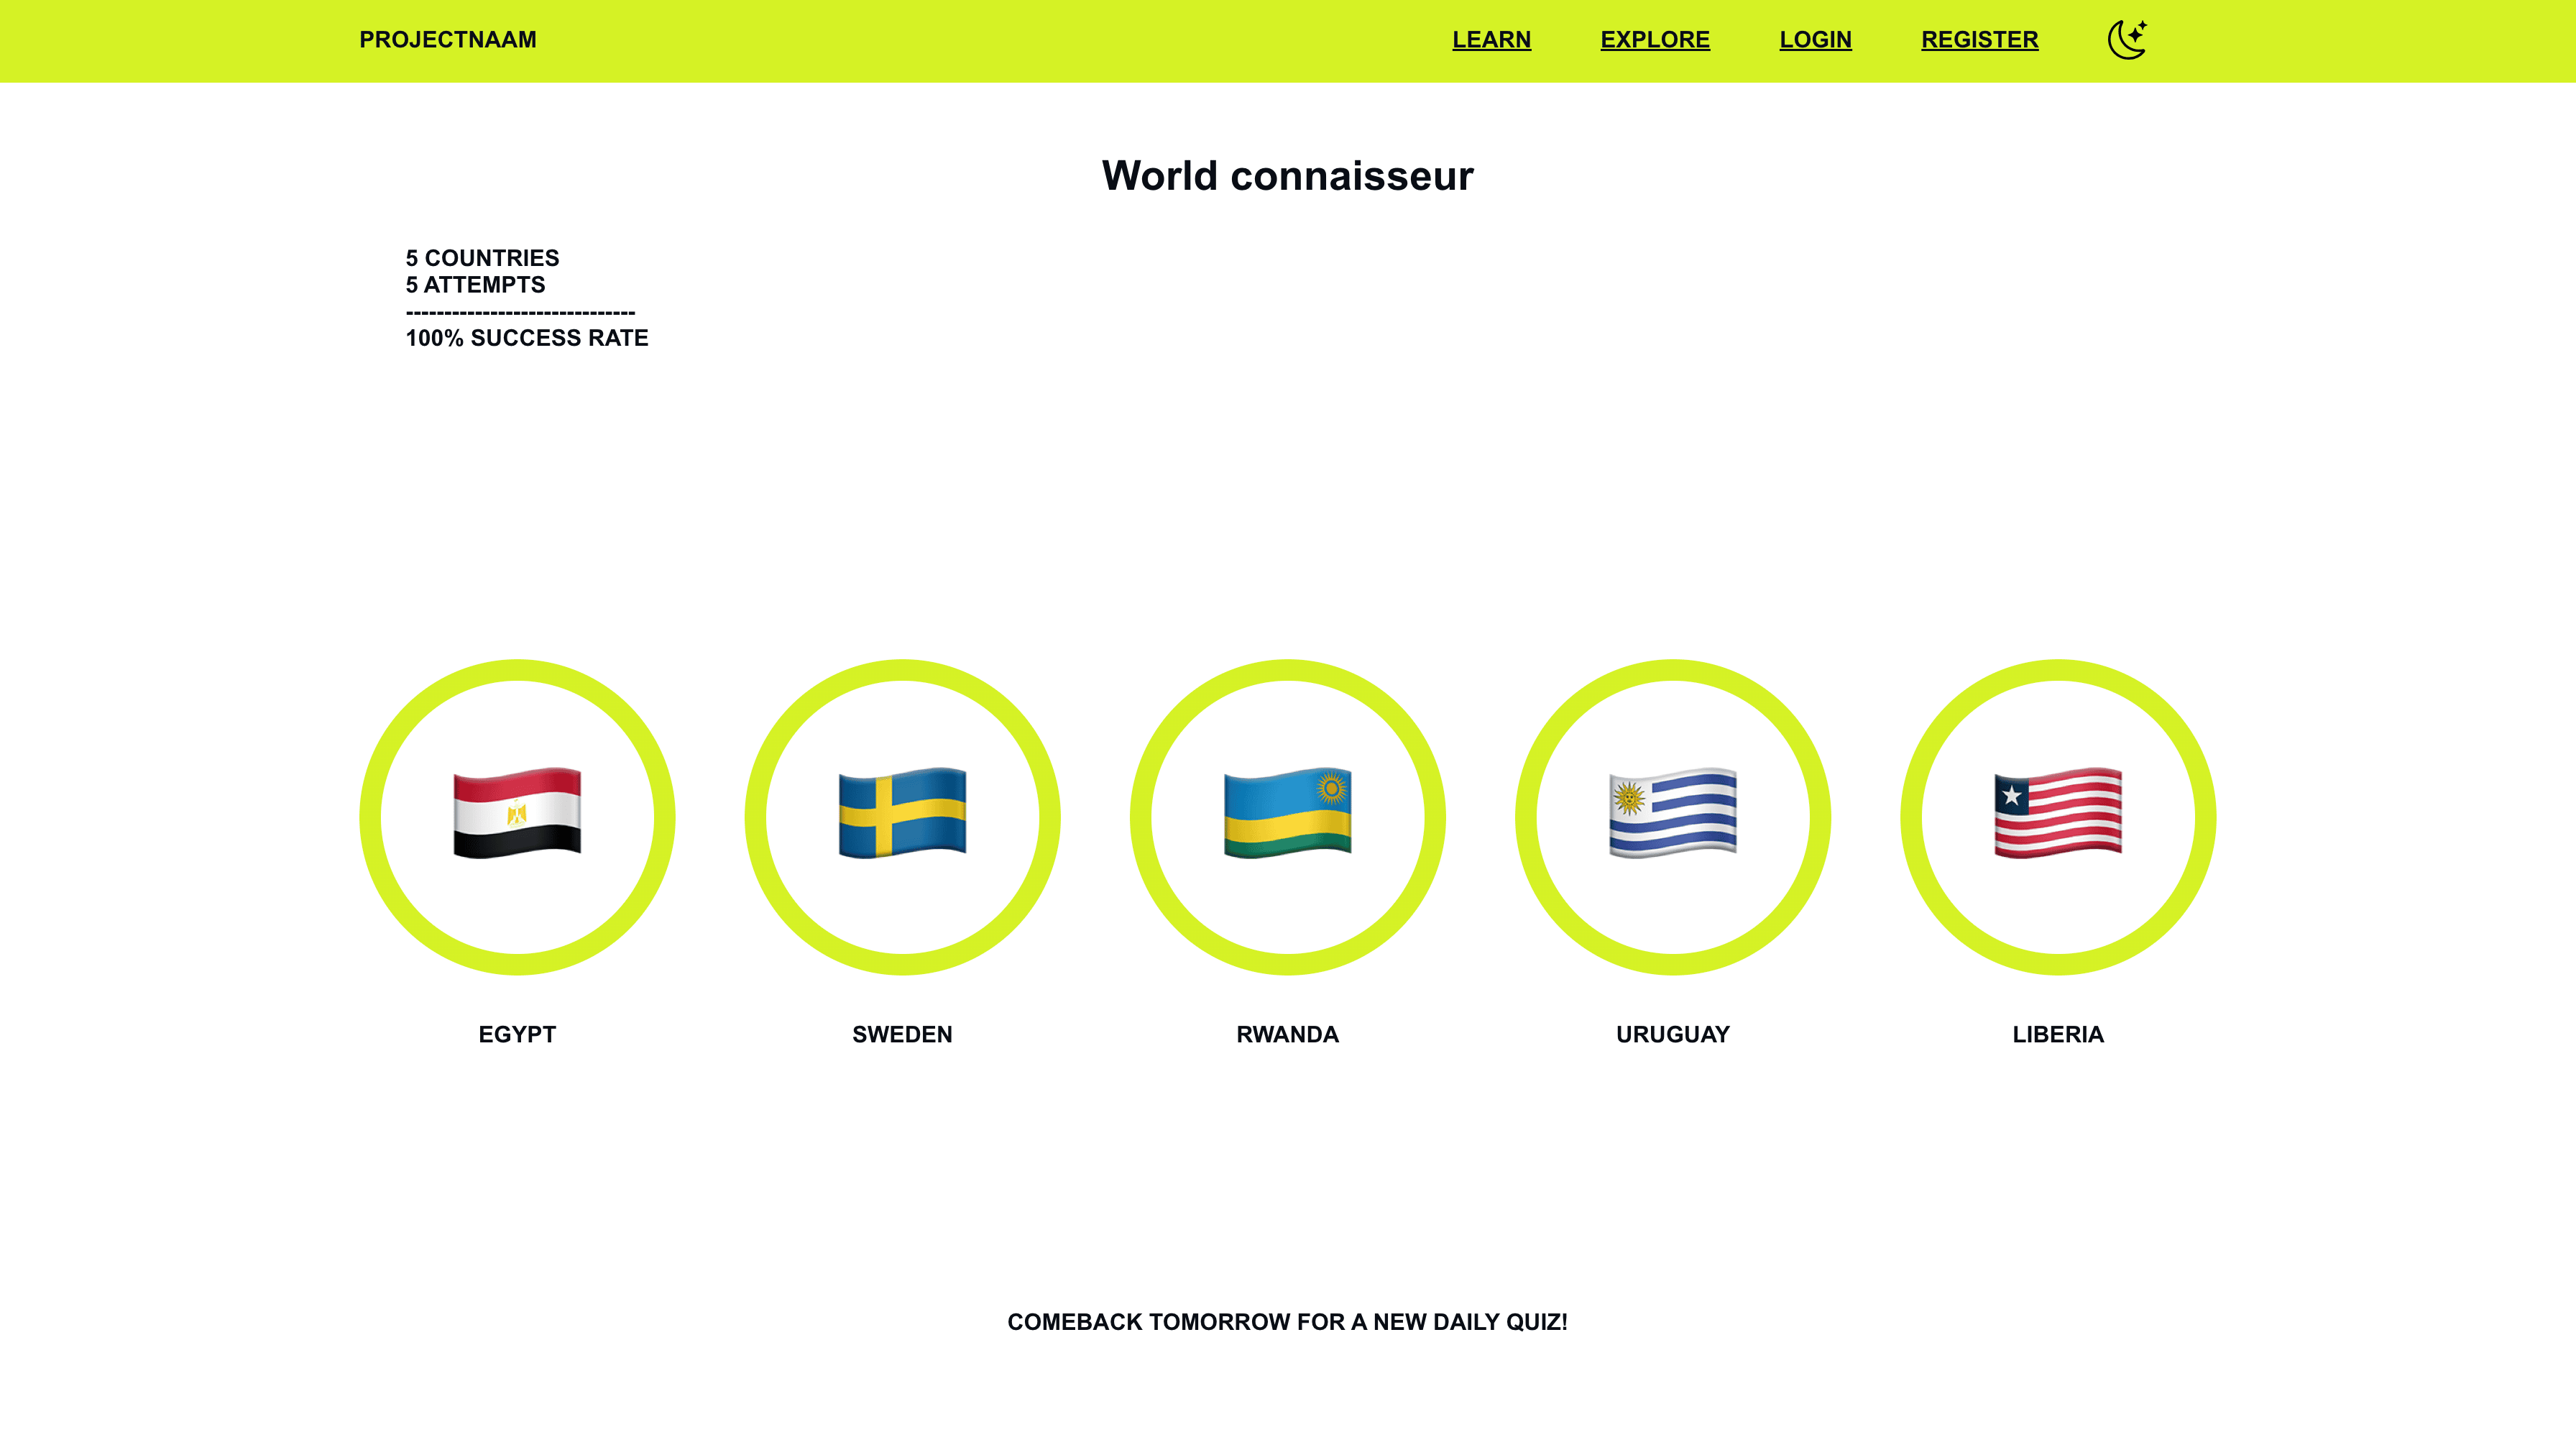 PROJECTNAAM
LEARN EXPLORE LOGIN REGISTER
World connaisseur
5 COUNTRIES
5 ATTEMPTS
------------------------------
100% SUCCESS RATE
EGYPT SWEDEN RWANDA URUGUAY LIBERIA
COMEBACK TOMORROW FOR A NEW DAILY QUIZ!